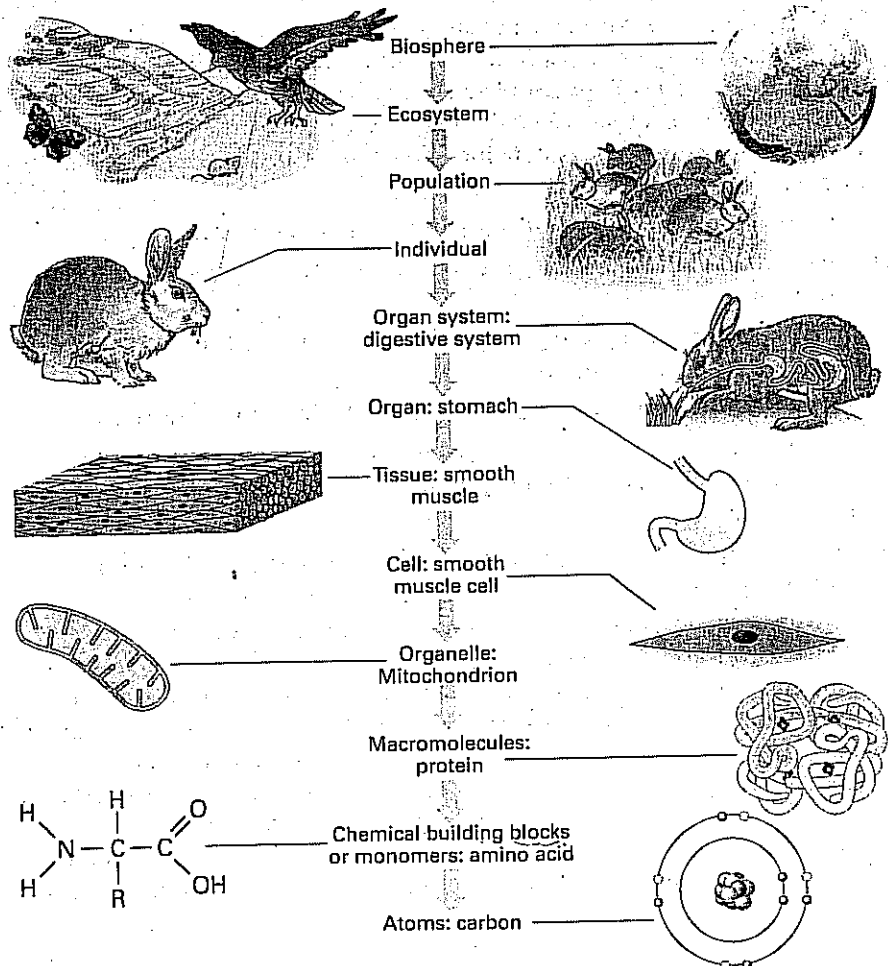 Biosphere
Ecosystem
Population
Individual
Organ system:
digestive system
Organ: stomach
Tissue: smooth
muscle
Cell: smooth
muscle cell
Organelle:
Mitochondrion
Macromolecules:
protein
Chemical building blocks
or monomers: amino acid
H H O
N C C
H R OH
Atoms: carbon